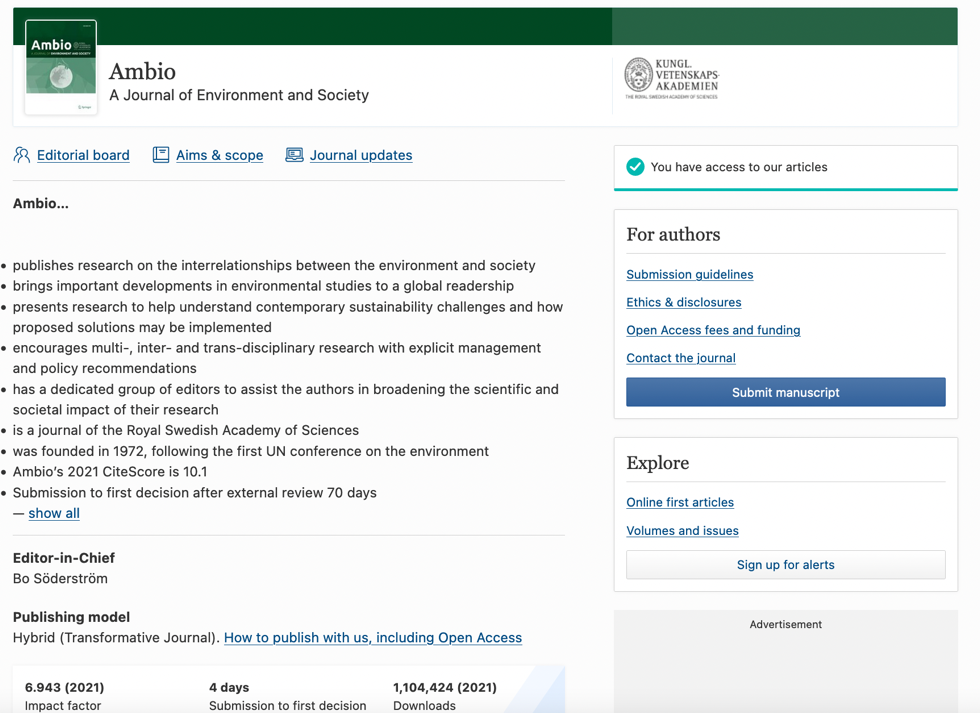 Ambio
A JOURNAL OF ENVIRONMENT AND SOCIETY
Springer
Ambio
A Journal of Environment and Society
KUNGL.
VETENSKAPS-
AKADEMIEN
THE ROYAL SWEDISH ACADEMY OF SCIENCES
Editorial board
Aims & scope
Journal updates
You have access to our articles
Ambio...
• publishes research on the interrelationships between the environment and society
• brings important developments in environmental studies to a global readership
• presents research to help understand contemporary sustainability challenges and how
proposed solutions may be implemented
• encourages multi-, inter- and trans-disciplinary research with explicit management
and policy recommendations
• has a dedicated group of editors to assist the authors in broadening the scientific and
societal impact of their research
• is a journal of the Royal Swedish Academy of Sciences
• was founded in 1972, following the first UN conference on the environment
• Ambio's 2021 CiteScore is 10.1
• Submission to first decision after external review 70 days
— show all
Editor-in-Chief
Bo Söderström
Publishing model
Hybrid (Transformative Journal). How to publish with us, including Open Access
6.943 (2021)
Impact factor
4 days
Submission to first decision
1,104,424 (2021)
Downloads
For authors
Submission guidelines
Ethics & disclosures
Open Access fees and funding
Contact the journal
Submit manuscript
Explore
Online first articles
Volumes and issues
Sign up for alerts
Advertisement